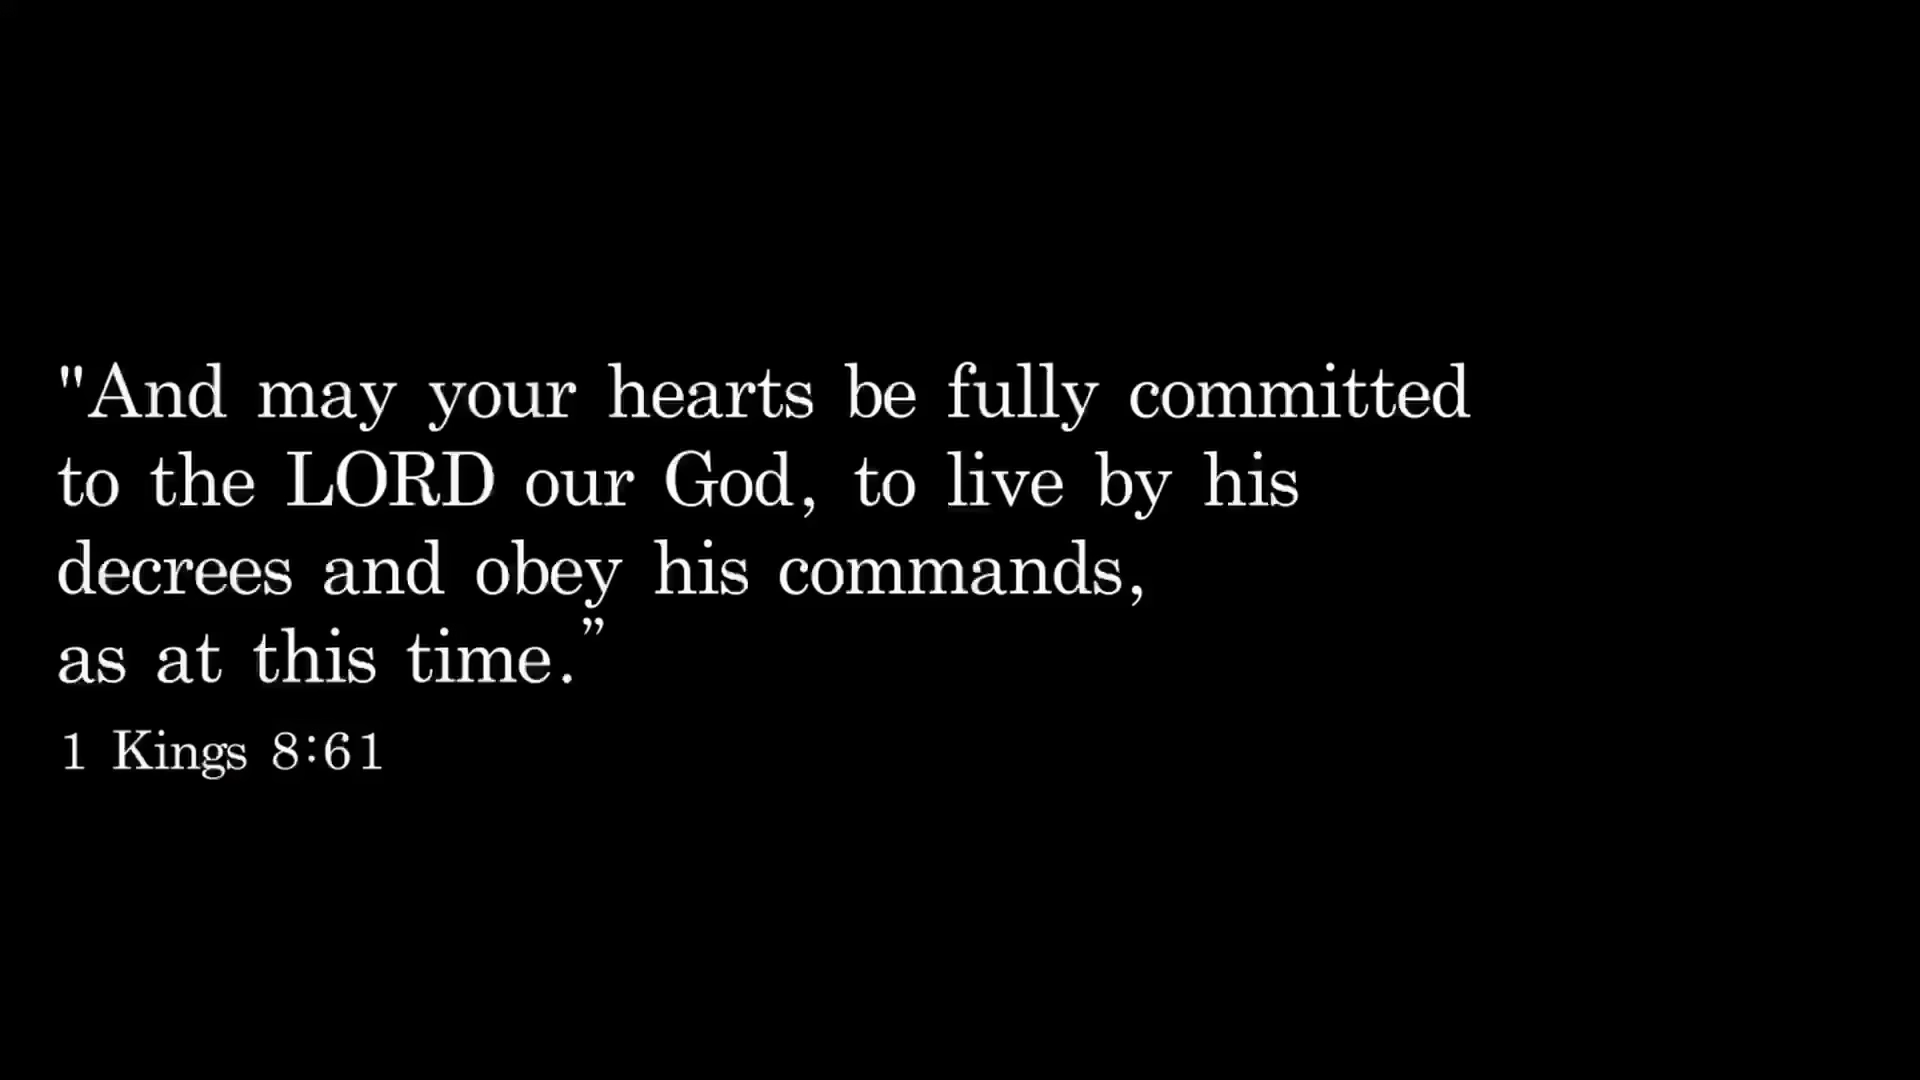 "And may your hearts be fully committed
to the LORD our God, to live by his
decrees and obey his commands,
as at this time.”
1 Kings 8:61